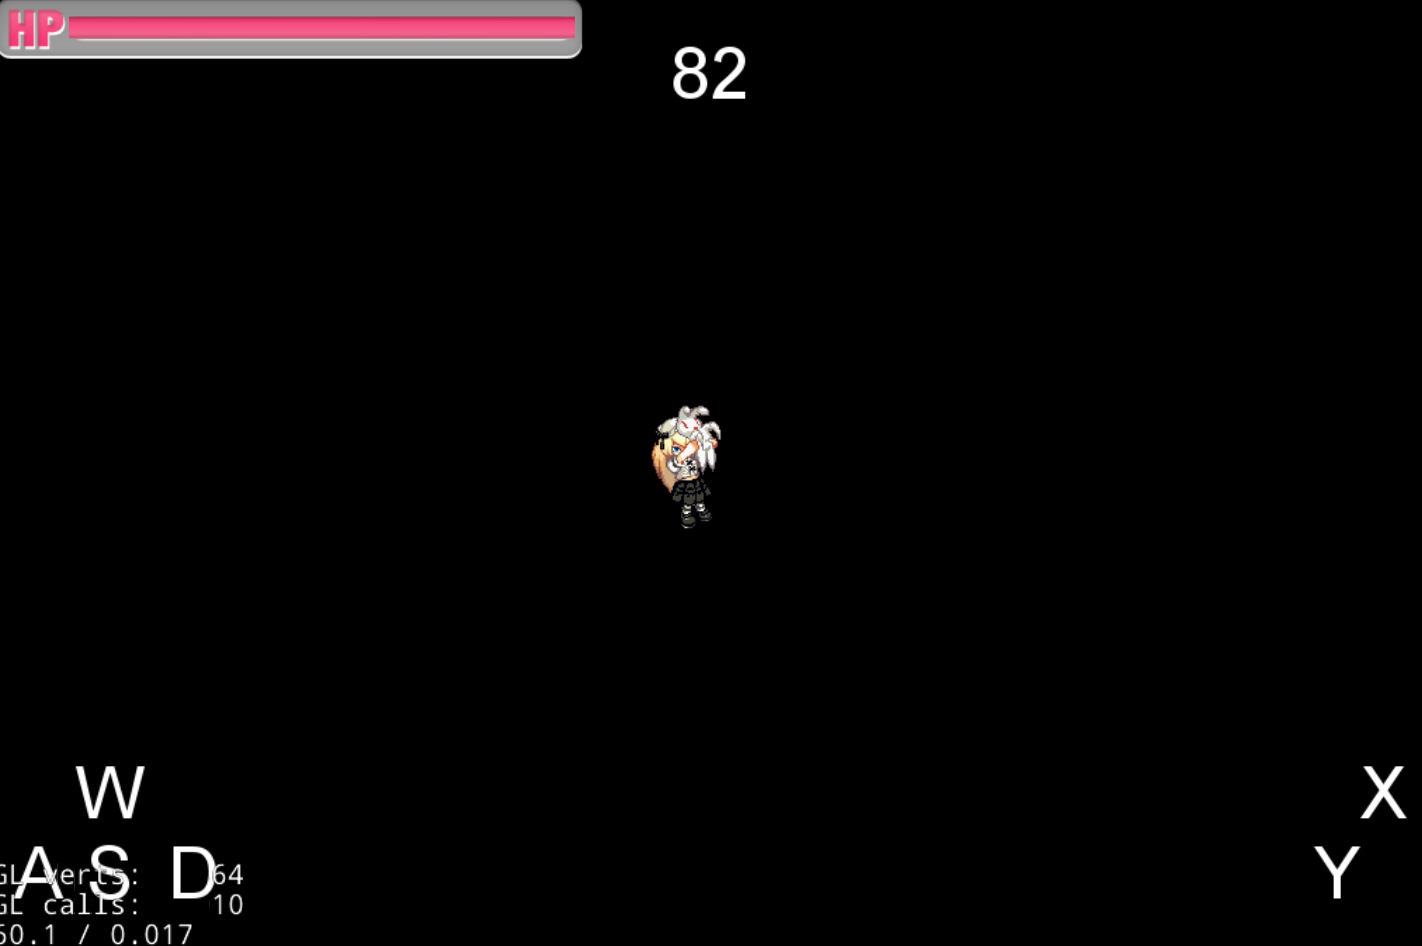 HP
82
W
X
A S D
Y
GL verts: 64
GL calls: 10
60.1 / 0.017